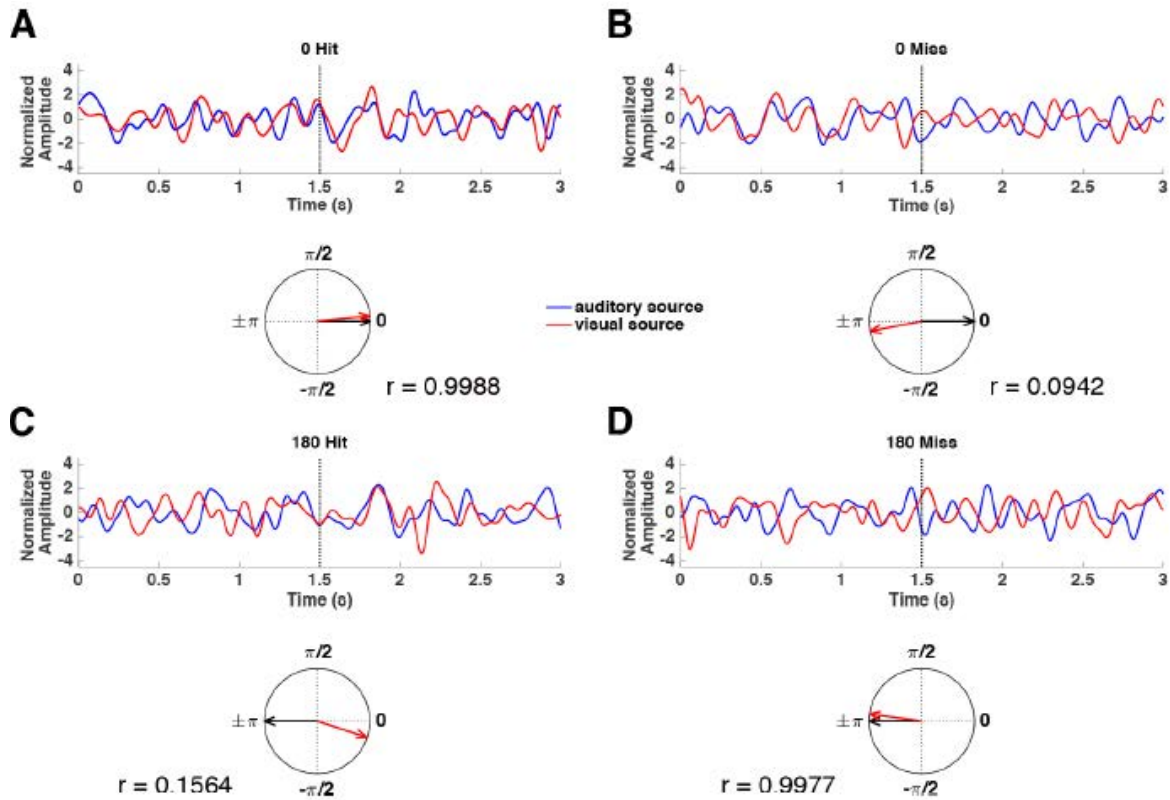 A
0 Hit
Normalized
Amplitude
4
2
0
-2
-4
0 0.5 1 1.5 2 2.5 3
Time (s)
π/2
±π 0
-π/2
r = 0.9988
B
0 Miss
Normalized
Amplitude
4
2
0
-2
-4
0 0.5 1 1.5 2 2.5 3
Time (s)
π/2
±π 0
-π/2
r = 0.0942
auditory source
visual source
C
180 Hit
Normalized
Amplitude
4
2
0
-2
-4
0 0.5 1 1.5 2 2.5 3
Time (s)
π/2
±π 0
-π/2
r = 0.1564
D
180 Miss
Normalized
Amplitude
4
2
0
-2
-4
0 0.5 1 1.5 2 2.5 3
Time (s)
π/2
±π 0
-π/2
r = 0.9977